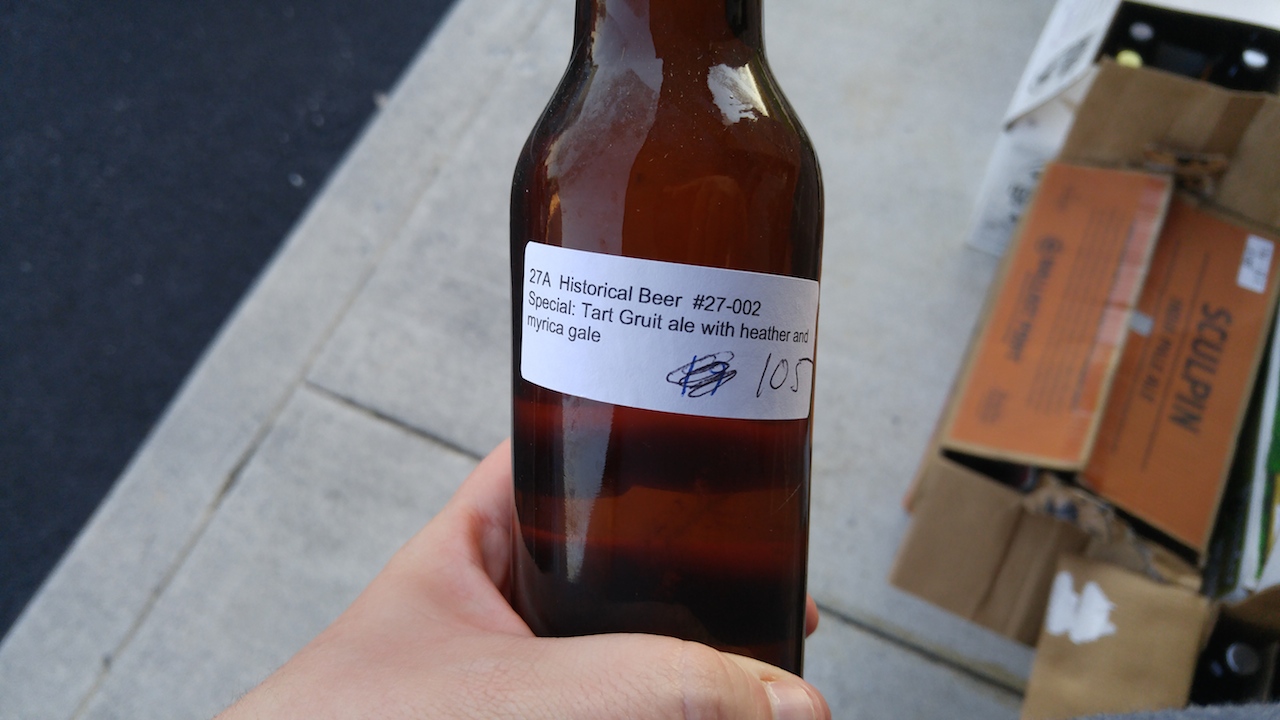 27A Historical Beer #27-002
Special: Tart Gruit ale with heather and
myrica gale
105
SCULPIN